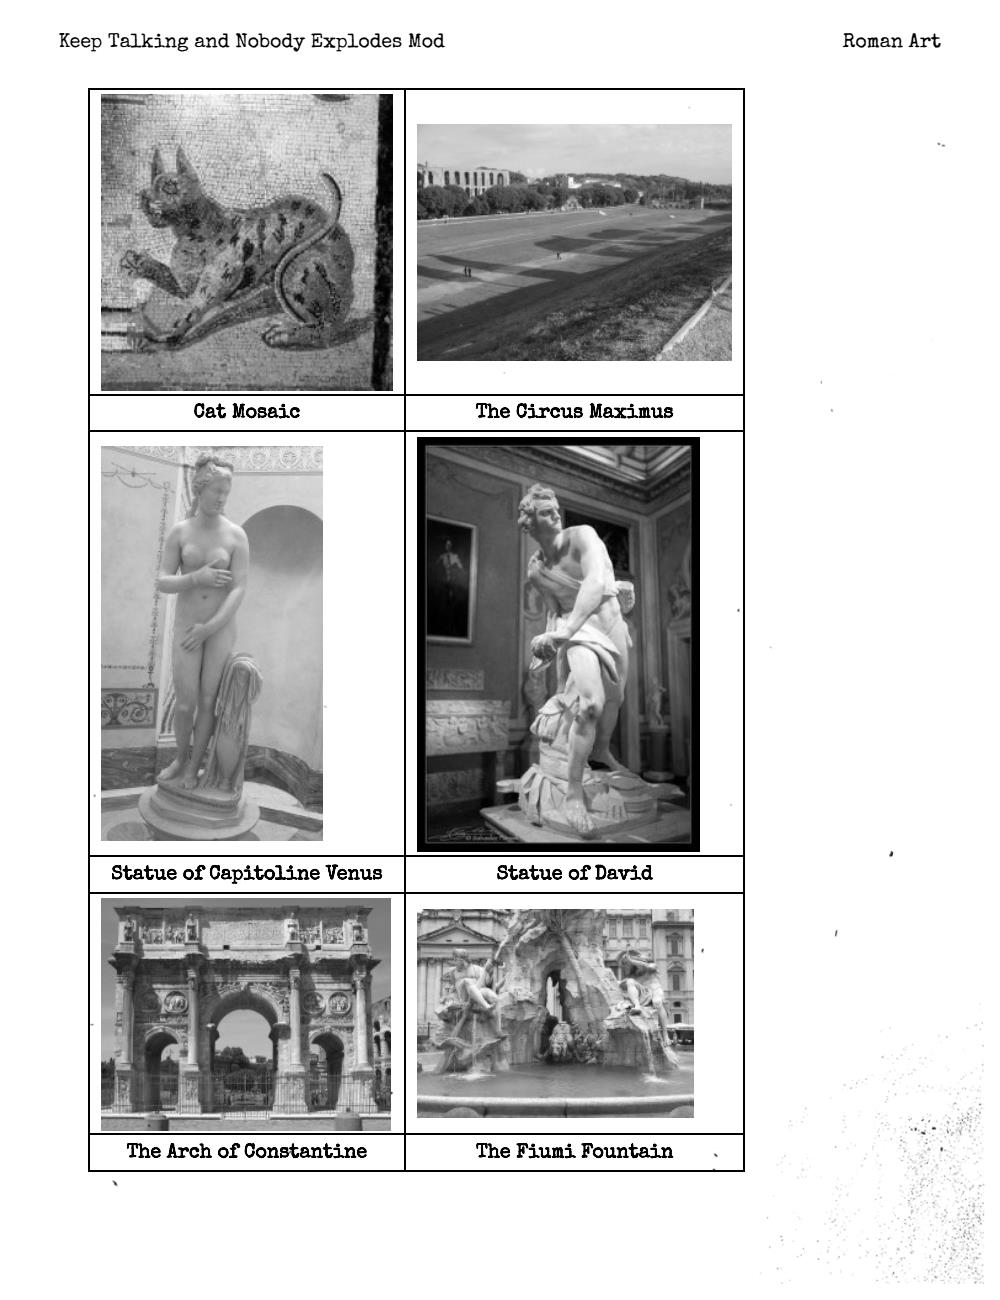 Keep Talking and Nobody Explodes Mod
Roman Art
Cat Mosaic
The Circus Maximus
Statue of Capitoline Venus
Statue of David
The Arch of Constantine
The Fiumi Fountain